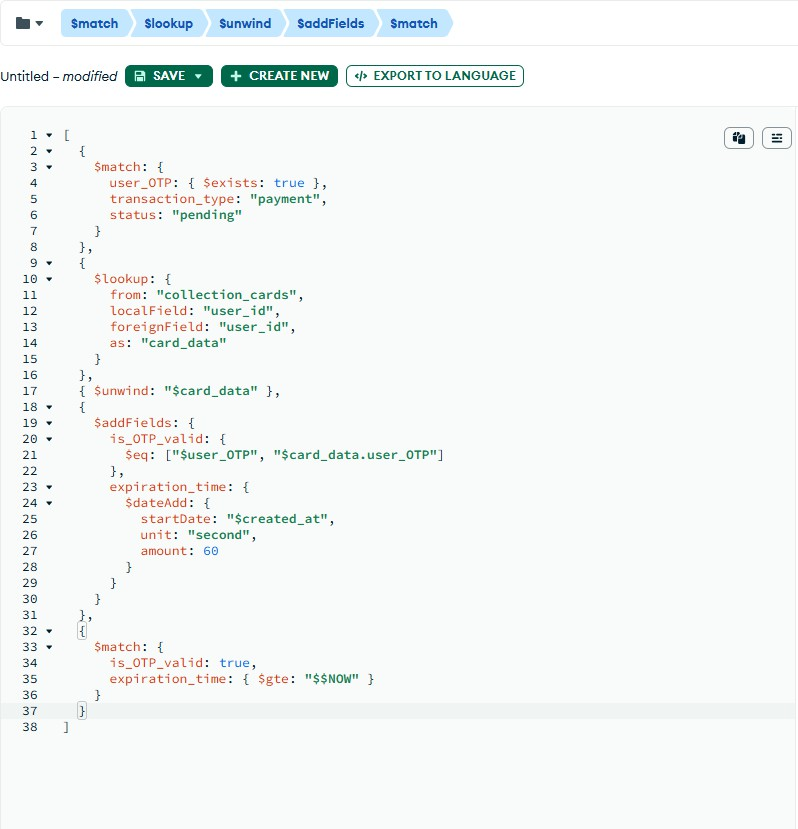 $match $lookup $unwind $addFields $match
Untitled – modified SAVE + CREATE NEW </> EXPORT TO LANGUAGE
1 [
2 {
3 $match: {
4 user_OTP: { $exists: true },
5 transaction_type: "payment",
6 status: "pending"
7 }
8 },
9 {
10 $lookup: {
11 from: "collection_cards",
12 localField: "user_id",
13 foreignField: "user_id",
14 as: "card_data"
15 }
16 },
17 { $unwind: "$card_data" },
18 {
19 $addFields: {
20 is_OTP_valid: {
21 $eq: ["$user_OTP", "$card_data.user_OTP"]
22 },
23 expiration_time: {
24 $dateAdd: {
25 startDate: "$created_at",
26 unit: "second",
27 amount: 60
28 }
29 }
30 }
31 },
32 {
33 $match: {
34 is_OTP_valid: true,
35 expiration_time: { $gte: "$$NOW" }
36 }
37 }
38 ]